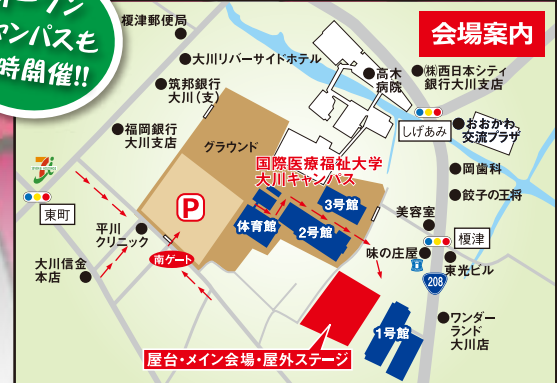 ープン
ャンパスも
時開催!!
会場案内
榎津郵便局
大川リバーサイドホテル
筑邦銀行
大川(支)
福岡銀行
大川支店
グラウンド
高木
病院
㈱西日本シティ
銀行大川支店
しげあみ
おおかわ
交流プラザ
岡歯科
餃子の王将
国際医療福祉大学
大川キャンパス
P
体育館
2号館
3号館
美容室
榎津
味の庄屋
東光ビル
208
東町
平川
クリニック
南ゲート
大川信金
本店
1号館
ワンダー
ランド
大川店
屋台・メイン会場・屋外ステージ